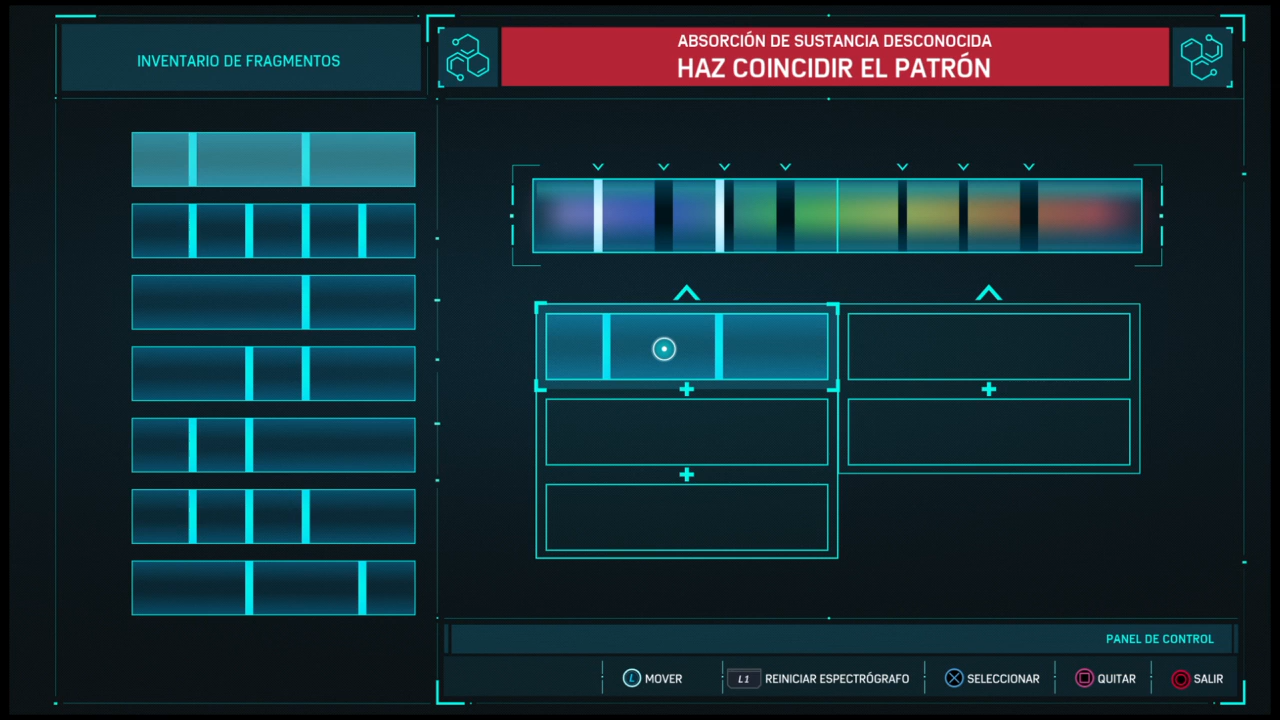 INVENTARIO DE FRAGMENTOS
ABSORCIÓN DE SUSTANCIA DESCONOCIDA
HAZ COINCIDIR EL PATRÓN
PANEL DE CONTROL
L MOVER
L1 REINICIAR ESPECTRÓGRAFO
SELECCIONAR
QUITAR
SALIR